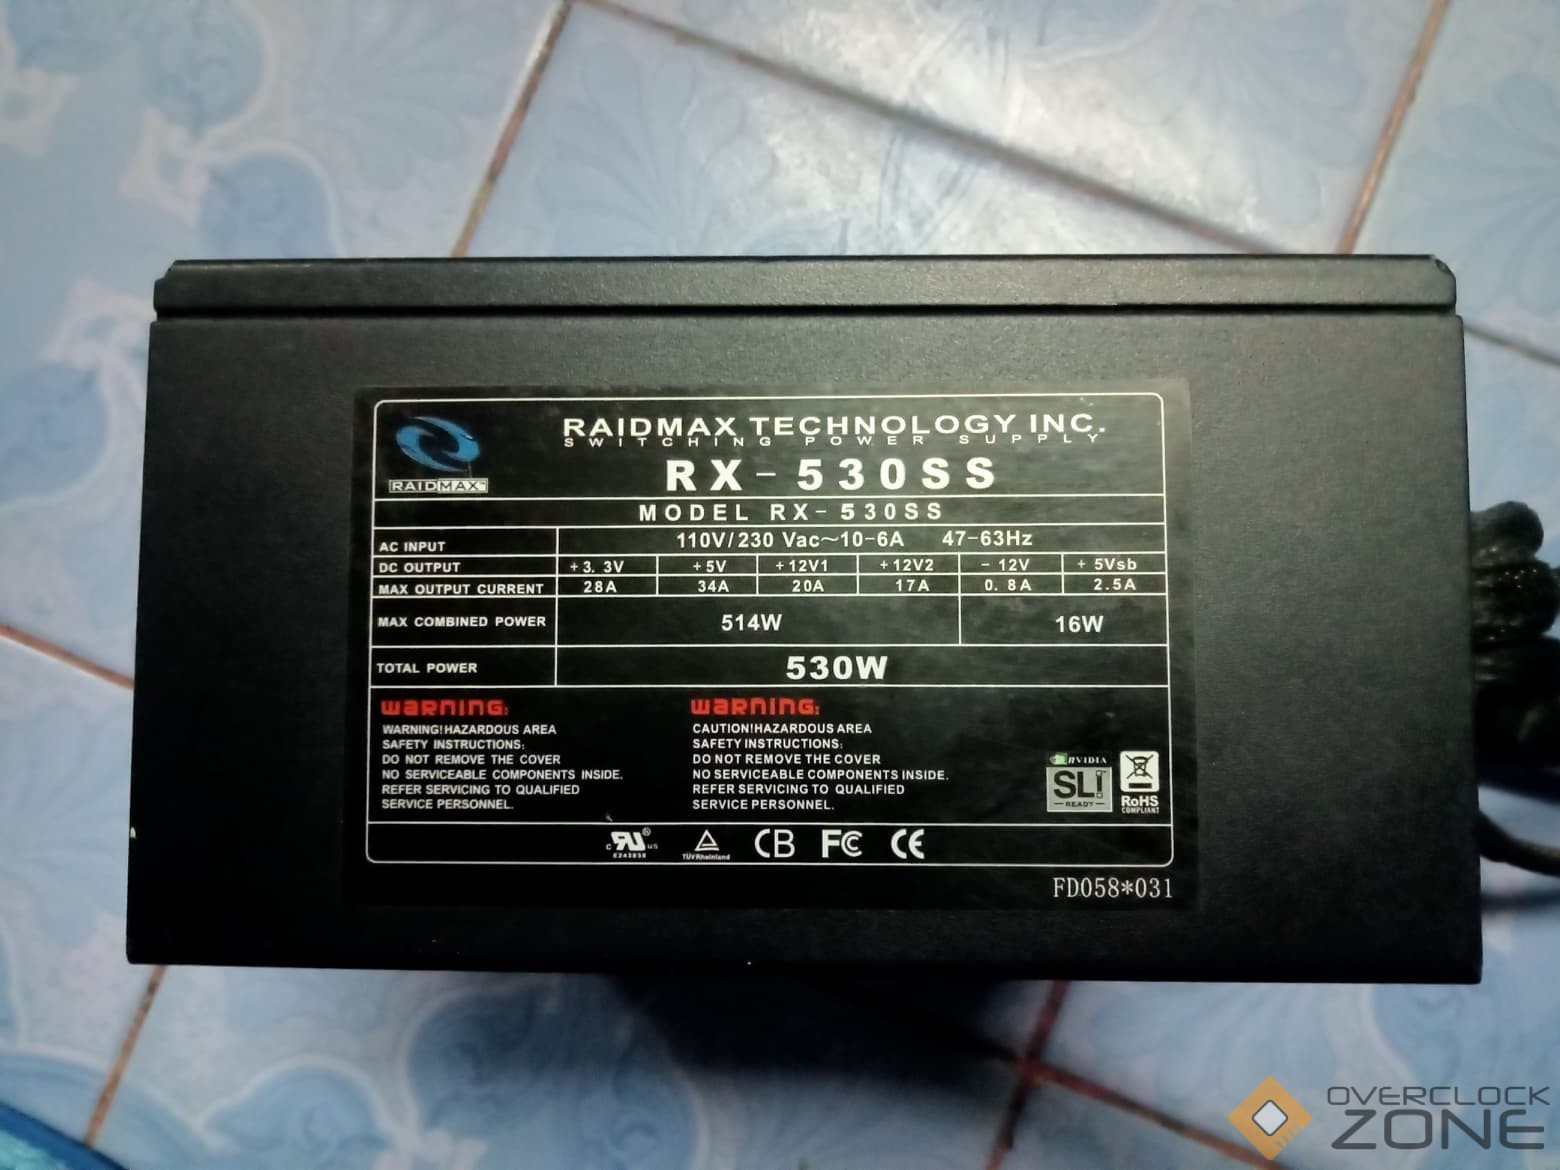 RAIDMAX TECHNOLOGY INC.
SWITCHING POWER SUPPLY
RAIDMAX
RX-530SS
MODEL RX-530SS
AC INPUT 110V/230 Vac~10-6A 47-63Hz
DC OUTPUT +3.3V +5V +12V1 +12V2 -12V +5Vsb
MAX OUTPUT CURRENT 28A 34A 20A 17A 0.8A 2.5A
MAX COMBINED POWER 514W 16W
TOTAL POWER 530W
WARNING:
WARNING!HAZARDOUS AREA
SAFETY INSTRUCTIONS:
DO NOT REMOVE THE COVER
NO SERVICEABLE COMPONENTS INSIDE.
REFER SERVICING TO QUALIFIED
SERVICE PERSONNEL.
WARNING:
CAUTION!HAZARDOUS AREA
SAFETY INSTRUCTIONS:
DO NOT REMOVE THE COVER
NO SERVICEABLE COMPONENTS INSIDE.
REFER SERVICING TO QUALIFIED
SERVICE PERSONNEL.
NVIDIA
SLI
READY
RoHS
COMPLIANT
c RU us
TÜVRheinland
CB FC CE
FD058*031
OVERCLOCK
ZONE